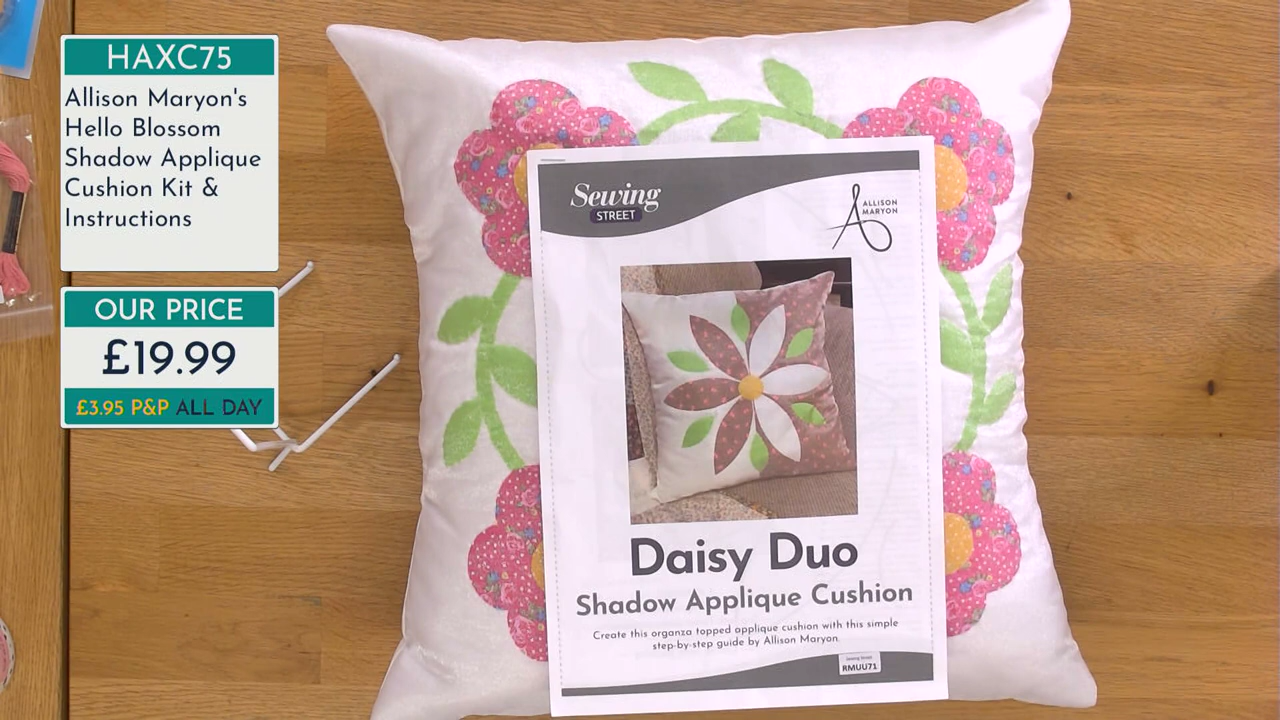 HAXC75
Allison Maryon's
Hello Blossom
Shadow Applique
Cushion Kit &
Instructions
OUR PRICE
£19.99
£3.95 P&P ALL DAY
Sewing
STREET
ALLISON
MARYON
Daisy Duo
Shadow Applique Cushion
Create this organza topped applique cushion with this simple
step-by-step guide by Allison Maryon.
Sewing Street
RMUU71